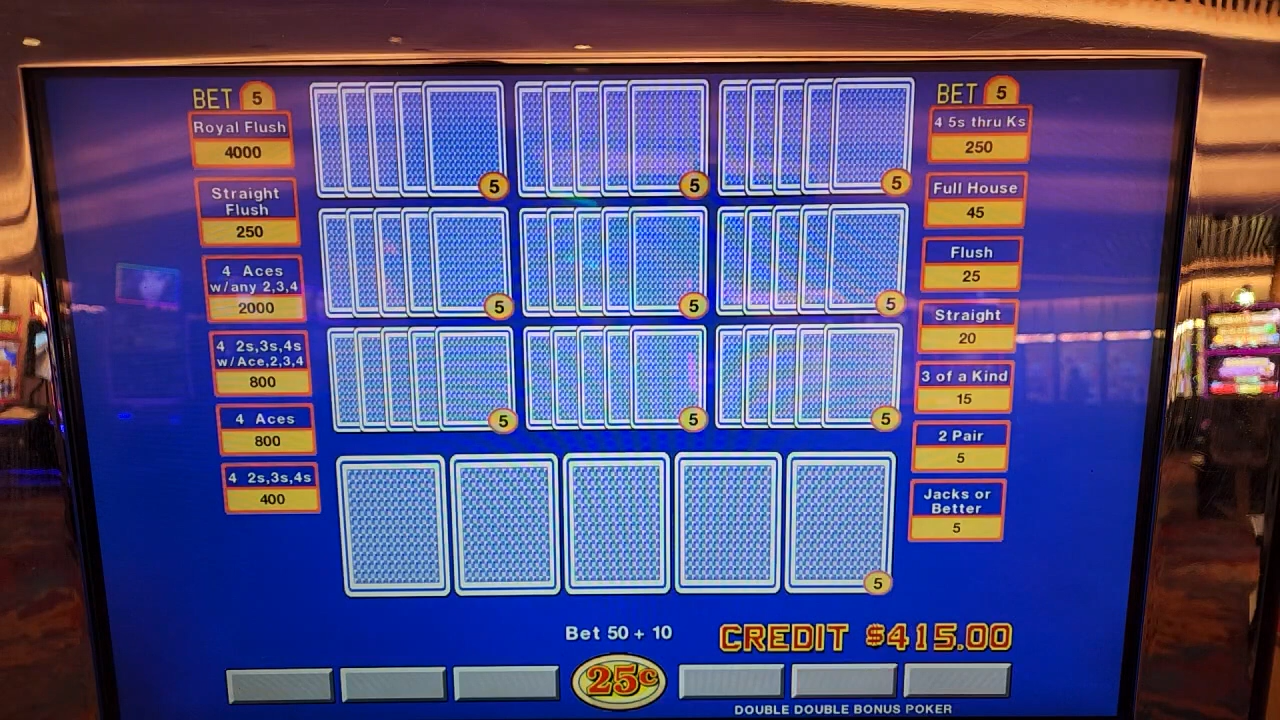 BET 5
Royal Flush
4000
Straight
Flush
250
4 Aces
w/any 2,3,4
2000
4 2s,3s,4s
w/Ace,2,3,4
800
4 Aces
800
4 2s,3s,4s
400
5 5 5
5 5 5
5 5 5
5
BET 5
4 5s thru Ks
250
Full House
45
Flush
25
Straight
20
3 of a Kind
15
2 Pair
5
Jacks or
Better
5
Bet 50 + 10
CREDIT $415.00
25¢
DOUBLE DOUBLE BONUS POKER